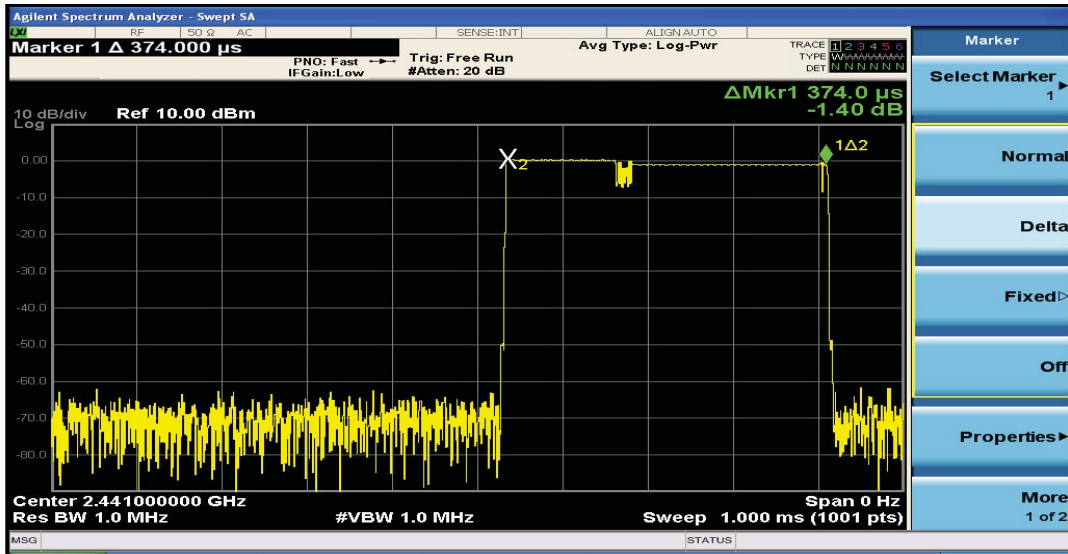 Agilent Spectrum Analyzer - Swept SA
LXI RF 50 Ω AC SENSE:INT ALIGN AUTO
Marker 1 Δ 374.000 µs
PNO: Fast
IFGain:Low
Trig: Free Run
#Atten: 20 dB
Avg Type: Log-Pwr
TRACE 1 2 3 4 5 6
TYPE WWWWWW
DET N N N N N N
ΔMkr1 374.0 µs
-1.40 dB
10 dB/div Ref 10.00 dBm
Log
0.00
-10.0
-20.0
-30.0
-40.0
-50.0
-60.0
-70.0
-80.0
X2
1Δ2
Center 2.441000000 GHz
Span 0 Hz
Res BW 1.0 MHz
#VBW 1.0 MHz
Sweep 1.000 ms (1001 pts)
MSG
STATUS
Marker
Select Marker
1
Normal
Delta
Fixed
Off
Properties
More
1 of 2